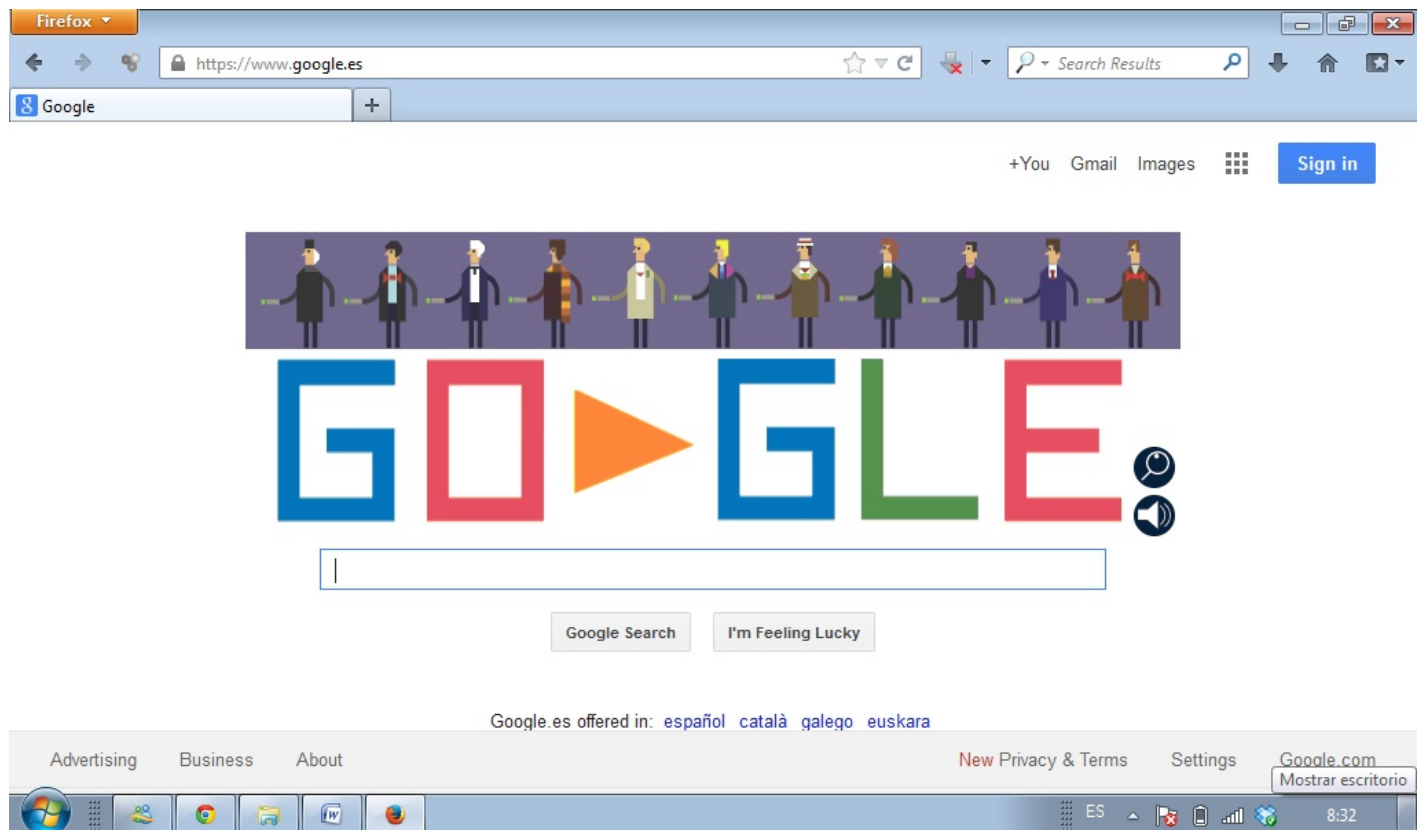 Firefox
https://www.google.es
Search Results
8 Google
+You Gmail Images Sign in
GO GLE
Google Search I'm Feeling Lucky
Google.es offered in: español català galego euskara
Advertising Business About New Privacy & Terms Settings Google.com
Mostrar escritorio
W ES 8:32